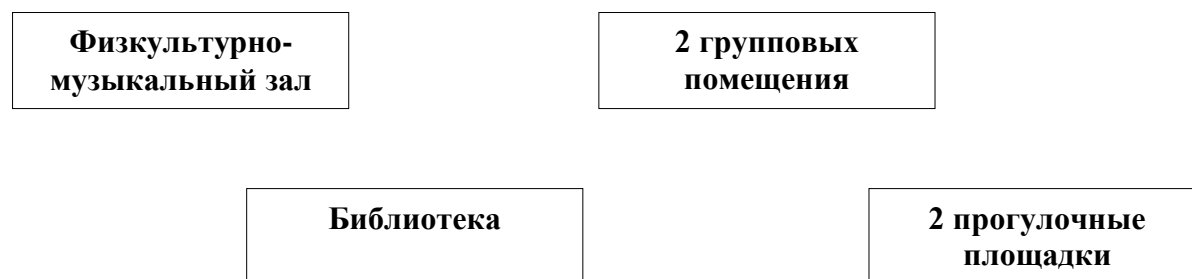 Физкультурно-
музыкальный зал
2 групповых
помещения
Библиотека
2 прогулочные
площадки